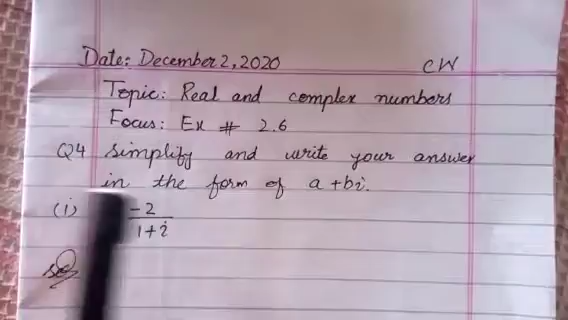 Date: December 2, 2020 CW
Topic: Real and complex numbers
Focus: Ex # 2.6
Q4 Simplify and write your answer
in the form of a + bi.
(i) -2
1+i
Sol